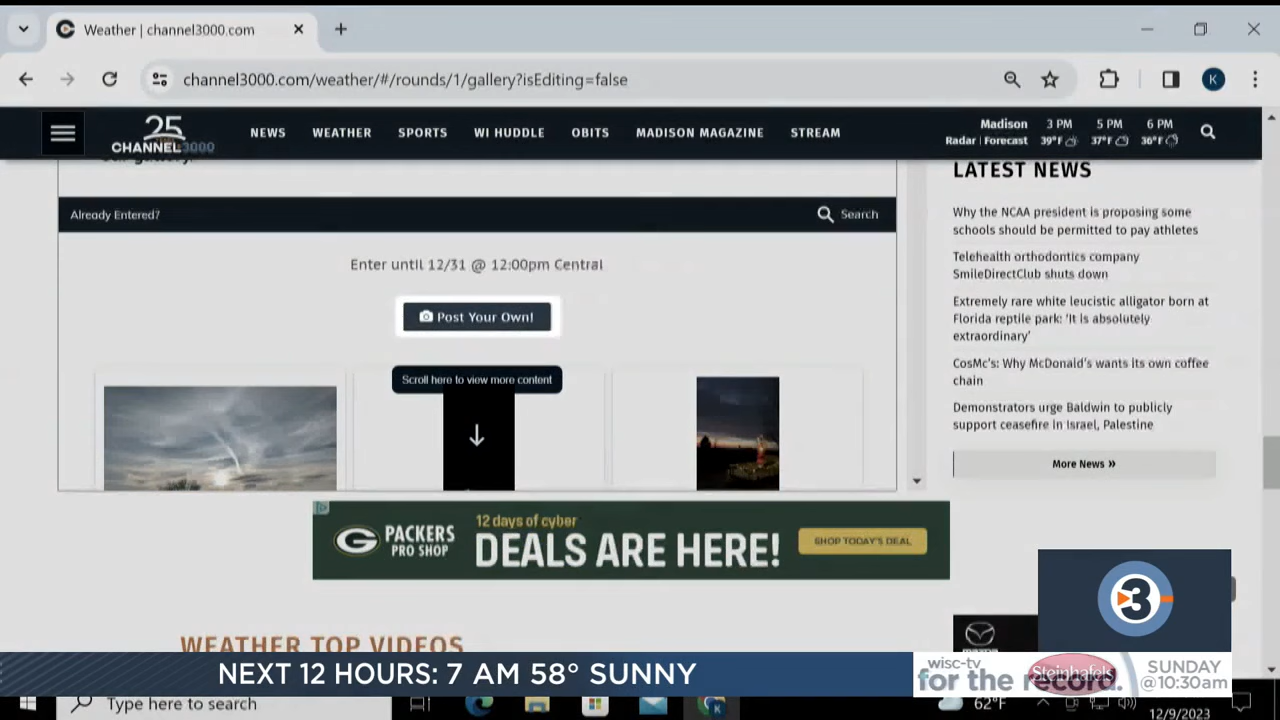 Weather | channel3000.com
channel3000.com/weather/#/rounds/1/gallery?isEditing=false
K
25
CHANNEL3000
NEWS
WEATHER
SPORTS
WI HUDDLE
OBITS
MADISON MAGAZINE
STREAM
Madison
Radar | Forecast
3 PM
39°F
5 PM
37°F
6 PM
36°F
Already Entered?
Search
Enter until 12/31 @ 12:00pm Central
Post Your Own!
Scroll here to view more content
LATEST NEWS
Why the NCAA president is proposing some
schools should be permitted to pay athletes
Telehealth orthodontics company
SmileDirectClub shuts down
Extremely rare white leucistic alligator born at
Florida reptile park: ‘It is absolutely
extraordinary’
CosMc's: Why McDonald's wants its own coffee
chain
Demonstrators urge Baldwin to publicly
support ceasefire in Israel, Palestine
More News »
G
PACKERS
PRO SHOP
12 days of cyber
DEALS ARE HERE!
SHOP TODAY'S DEAL
3
WEATHER TOP VIDEOS
NEXT 12 HOURS: 7 AM 58° SUNNY
wisc-tv
for the record.
Steinhafels
SUNDAY
@10:30am
Type here to search
K
62°F
12/9/2023